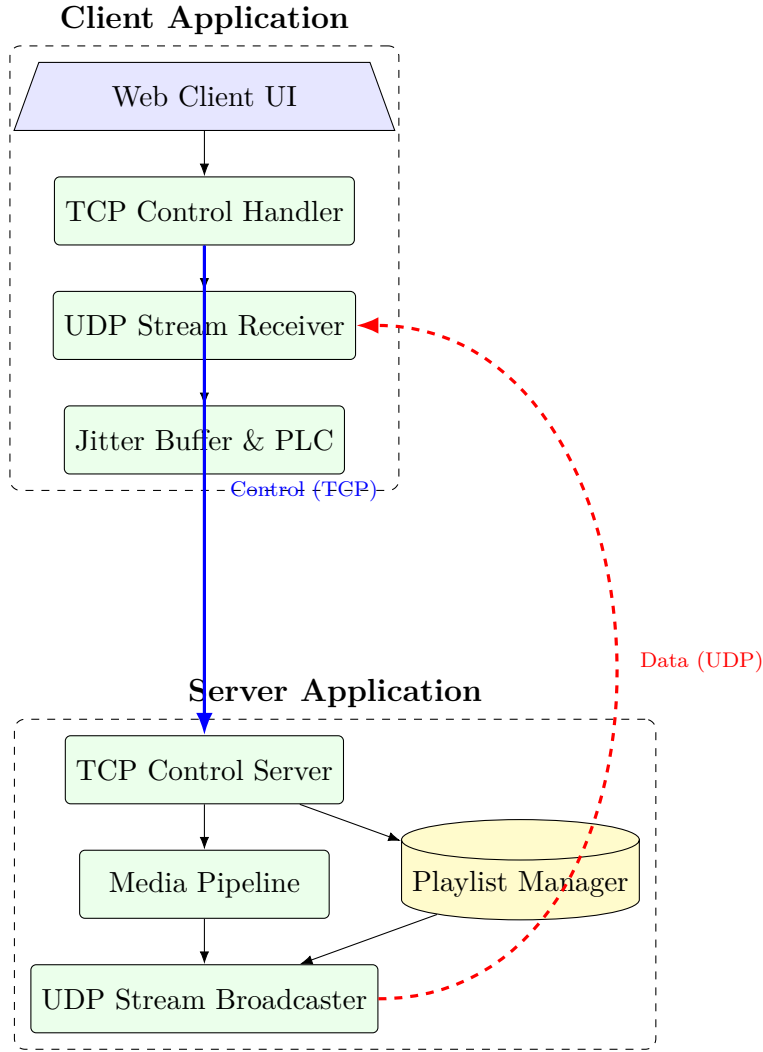 Client Application
Web Client UI
TCP Control Handler
UDP Stream Receiver
Jitter Buffer & PLC
Control (TCP)
Data (UDP)
Server Application
TCP Control Server
Media Pipeline
Playlist Manager
UDP Stream Broadcaster